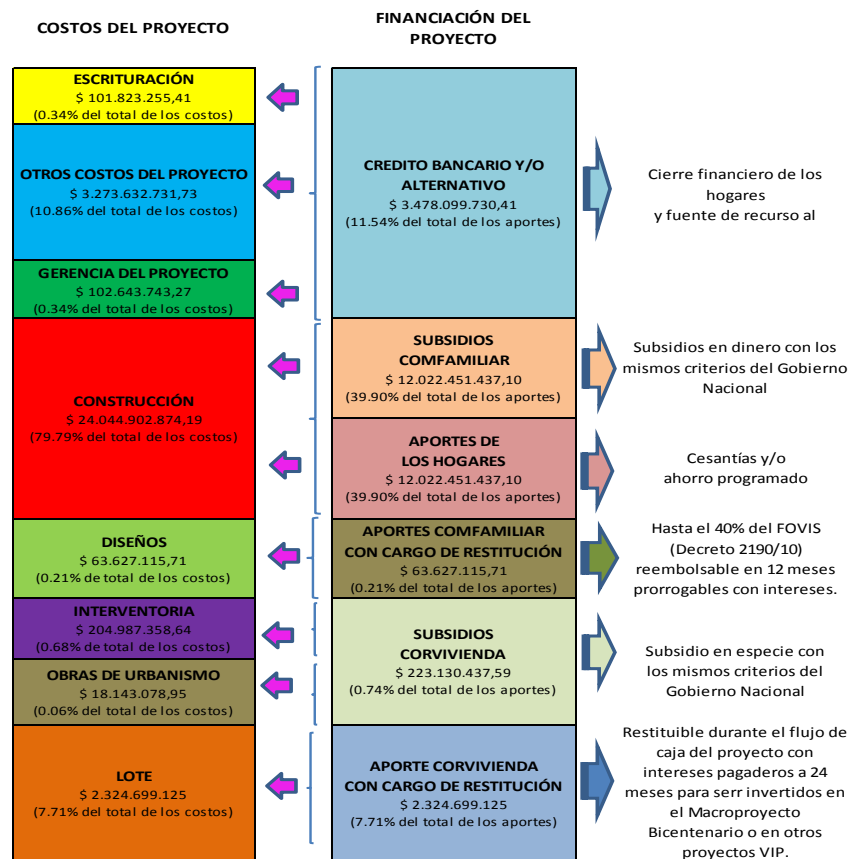 COSTOS DEL PROYECTO
ESCRITURACIÓN
$ 101.823.255,41
(0.34% del total de los costos)
OTROS COSTOS DEL PROYECTO
$ 3.273.632.731,73
(10.86% del total de los costos)
GERENCIA DEL PROYECTO
$ 102.643.743,27
(0.34% del total de los costos)
CONSTRUCCIÓN
$ 24.044.902.874,19
(79.79% del total de los costos)
DISEÑOS
$ 63.627.115,71
(0.21% de total de los costos)
INTERVENTORIA
$ 204.987.358,64
(0.68% del total de los costos)
OBRAS DE URBANISMO
$ 18.143.078,95
(0.06% del total de los costos)
LOTE
$ 2.324.699.125
(7.71% del total de los costos)
FINANCIACIÓN DEL
PROYECTO
CREDITO BANCARIO Y/O
ALTERNATIVO
$ 3.478.099.730,41
(11.54% del total de los aportes)
SUBSIDIOS
COMFAMILIAR
$ 12.022.451.437,10
(39.90% del total de los aportes)
APORTES DE
LOS HOGARES
$ 12.022.451.437,10
(39.90% del total de los aportes)
APORTES COMFAMILIAR
CON CARGO DE RESTITUCIÓN
$ 63.627.115,71
(0.21% del total de los aportes)
SUBSIDIOS
CORVIVIENDA
$ 223.130.437,59
(0.74% del total de los aportes)
APORTE CORVIVIENDA
CON CARGO DE RESTITUCIÓN
$ 2.324.699.125
(7.71% del total de los aportes)
Cierre financiero de los
hogares
y fuente de recurso al
Subsidios en dinero con los
mismos criterios del Gobierno
Nacional
Cesantías y/o
ahorro programado
Hasta el 40% del FOVIS
(Decreto 2190/10)
reembolsable en 12 meses
prorrogables con intereses.
Subsidio en especie con
los mismos criterios del
Gobierno Nacional
Restituible durante el flujo de
caja del proyecto con
intereses pagaderos a 24
meses para serr invertidos en
el Macroproyecto
Bicentenario o en otros
proyectos VIP.